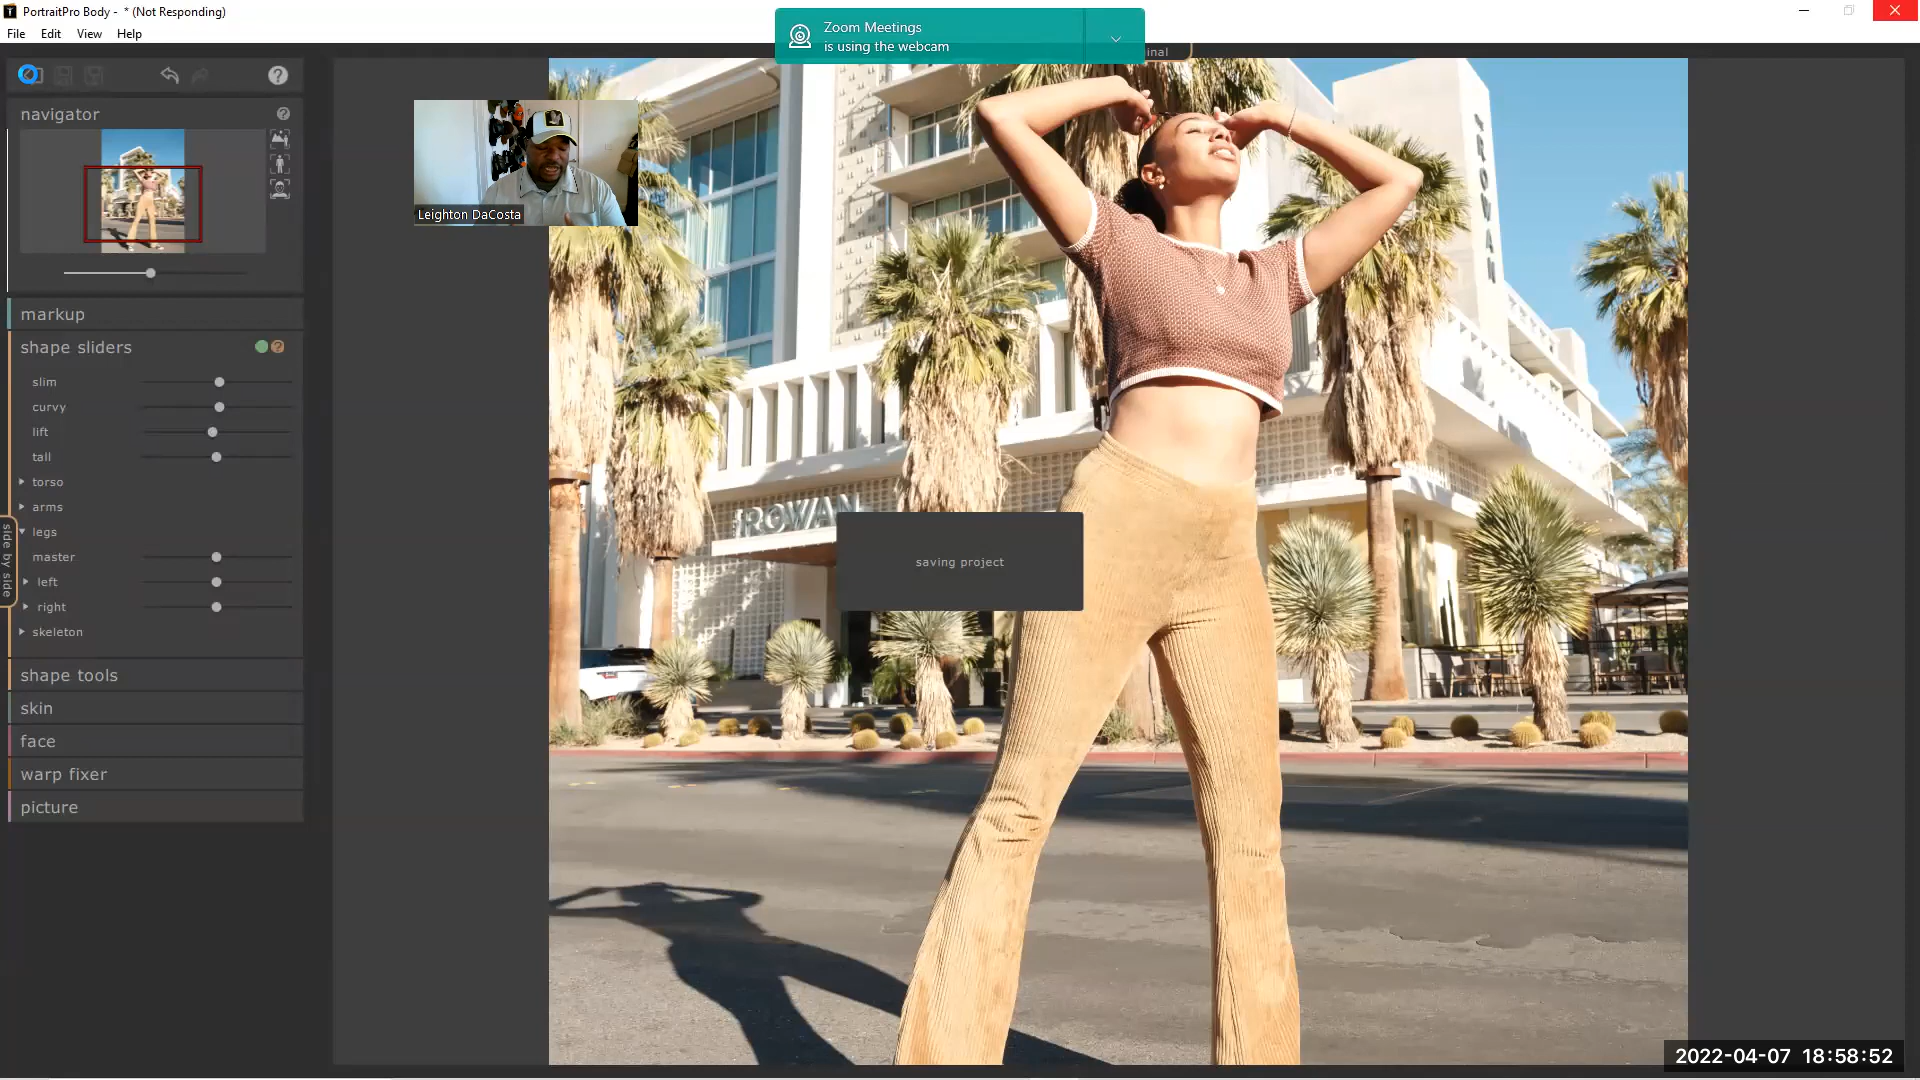 PortraitPro Body -  * (Not Responding)
File Edit View Help
Zoom Meetings
is using the webcam
inal
navigator
Leighton DaCosta
markup
shape sliders
slim
curvy
lift
tall
torso
arms
legs
master
left
right
skeleton
side by side
shape tools
skin
face
warp fixer
picture
saving project
ROWAN
ROWAN
2022-04-07 18:58:52